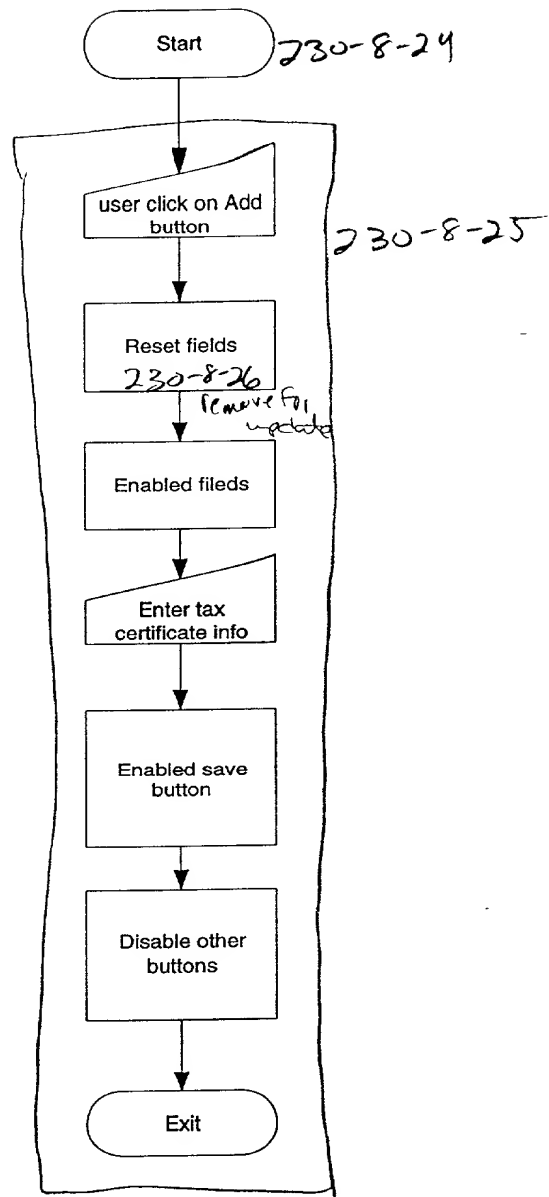 Start
230-8-24
user click on Add
button
230-8-25
Reset fields
230-8-26
remove for
update
Enabled fileds
Enter tax
certificate info
Enabled save
button
Disable other
buttons
Exit